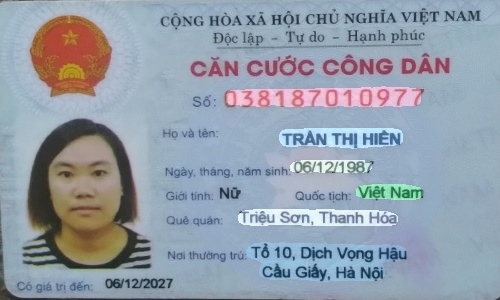 CỘNG HÒA XÃ HỘI CHỦ NGHĨA VIỆT NAM
Độc lập - Tự do - Hạnh phúc
CĂN CƯỚC CÔNG DÂN
Số: 038187010977
Họ và tên:
TRẦN THỊ HIÊN
Ngày, tháng, năm sinh: 06/12/1987
Giới tính: Nữ Quốc tịch: Việt Nam
Quê quán: Triệu Sơn, Thanh Hóa
Nơi thường trú: Tổ 10, Dịch Vọng Hậu
Cầu Giấy, Hà Nội
Có giá trị đến: 06/12/2027